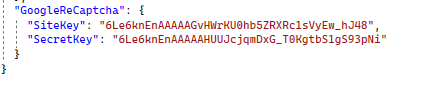 "GoogleReCaptcha": {
"SiteKey": "6Le6knEnAAAAAGvHWrKU0hb5ZRXRc1sVyEw_hJ48",
"SecretKey": "6Le6knEnAAAAAHUUJcjqmDxG_T0KgtbS1gS93pNi"
}
}